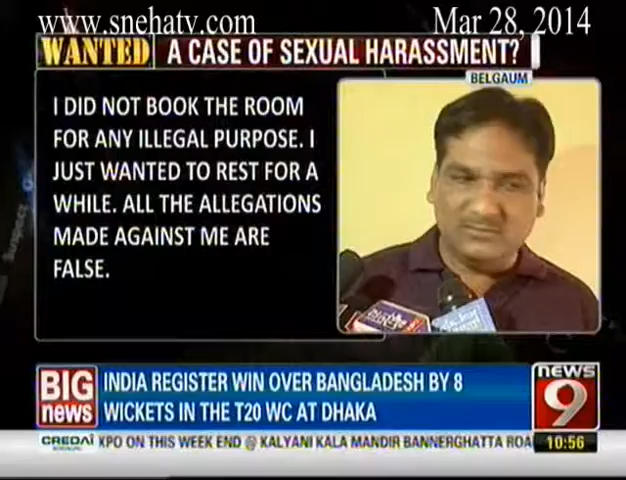 www.snehatv.com
Mar 28, 2014
WANTED A CASE OF SEXUAL HARASSMENT?
BELGAUM
I DID NOT BOOK THE ROOM
FOR ANY ILLEGAL PURPOSE. I
JUST WANTED TO REST FOR A
WHILE. ALL THE ALLEGATIONS
MADE AGAINST ME ARE
FALSE.
Suspect
BIG news
INDIA REGISTER WIN OVER BANGLADESH BY 8
WICKETS IN THE T20 WC AT DHAKA
NEWS 9
CREDAI XPO ON THIS WEEK END @ KALYANI KALA MANDIR BANNERGHATTA ROA
10:56